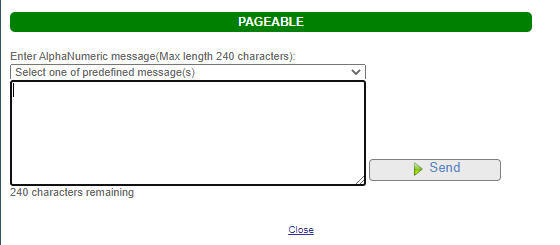 PAGEABLE
Enter AlphaNumeric message(Max length 240 characters):
Select one of predefined message(s)
Send
240 characters remaining
Close